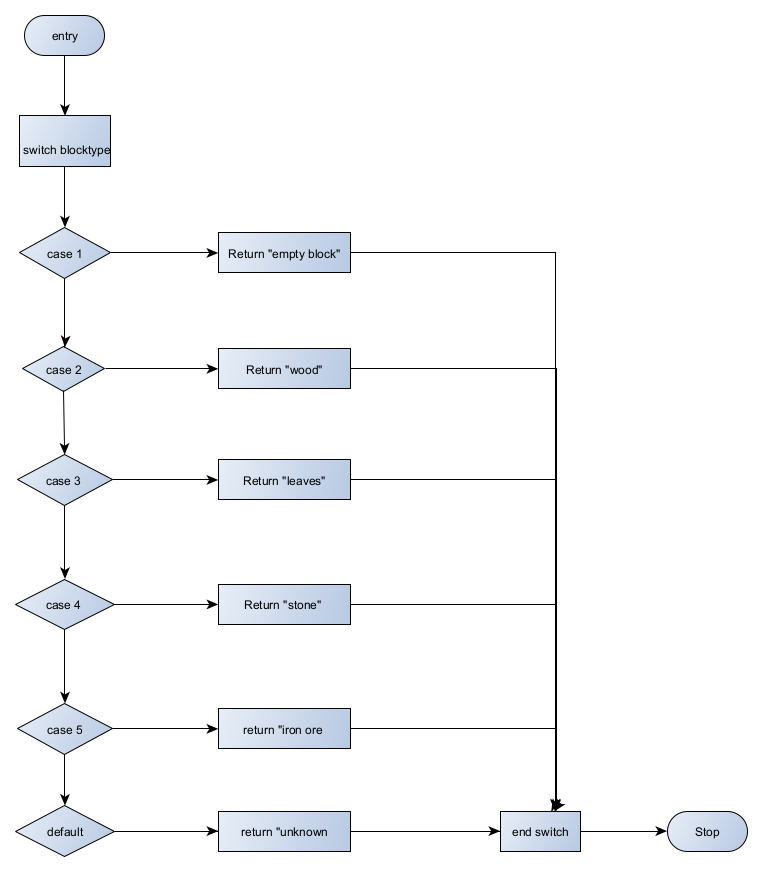 entry
switch blocktype
case 1
Return "empty block"
case 2
Return "wood"
case 3
Return "leaves"
case 4
Return "stone"
case 5
return "iron ore
default
return "unknown
end switch
Stop